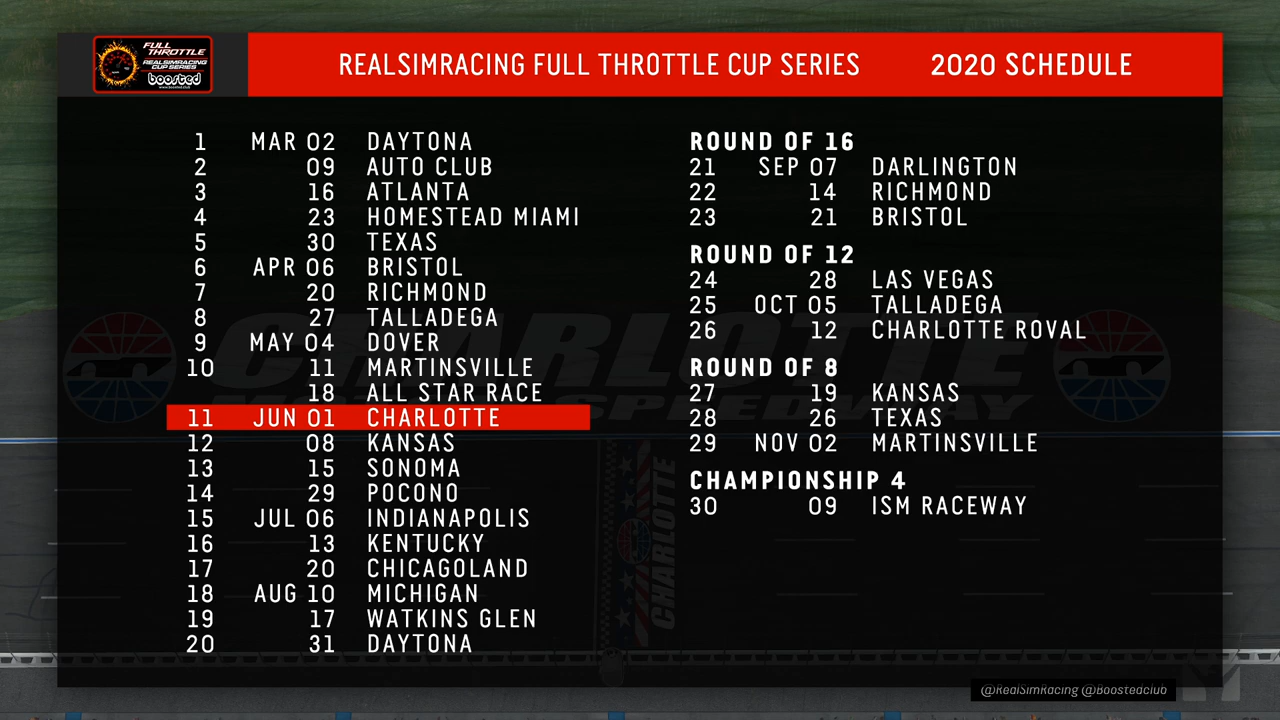 FULL THROTTLE
REALSIMRACING CUP SERIES
boosted
www.boosted.club
REALSIMRACING FULL THROTTLE CUP SERIES 2020 SCHEDULE
1 MAR 02 DAYTONA
2 09 AUTO CLUB
3 16 ATLANTA
4 23 HOMESTEAD MIAMI
5 30 TEXAS
6 APR 06 BRISTOL
7 20 RICHMOND
8 27 TALLADEGA
9 MAY 04 DOVER
10 11 MARTINSVILLE
18 ALL STAR RACE
11 JUN 01 CHARLOTTE
12 08 KANSAS
13 15 SONOMA
14 29 POCONO
15 JUL 06 INDIANAPOLIS
16 13 KENTUCKY
17 20 CHICAGOLAND
18 AUG 10 MICHIGAN
19 17 WATKINS GLEN
20 31 DAYTONA
ROUND OF 16
21 SEP 07 DARLINGTON
22 14 RICHMOND
23 21 BRISTOL
ROUND OF 12
24 28 LAS VEGAS
25 OCT 05 TALLADEGA
26 12 CHARLOTTE ROVAL
ROUND OF 8
27 19 KANSAS
28 26 TEXAS
29 NOV 02 MARTINSVILLE
CHAMPIONSHIP 4
30 09 ISM RACEWAY
CHARLOTTE
MOTOR SPEEDWAY
CHARLOTTE
@RealSimRacing @Boostedclub